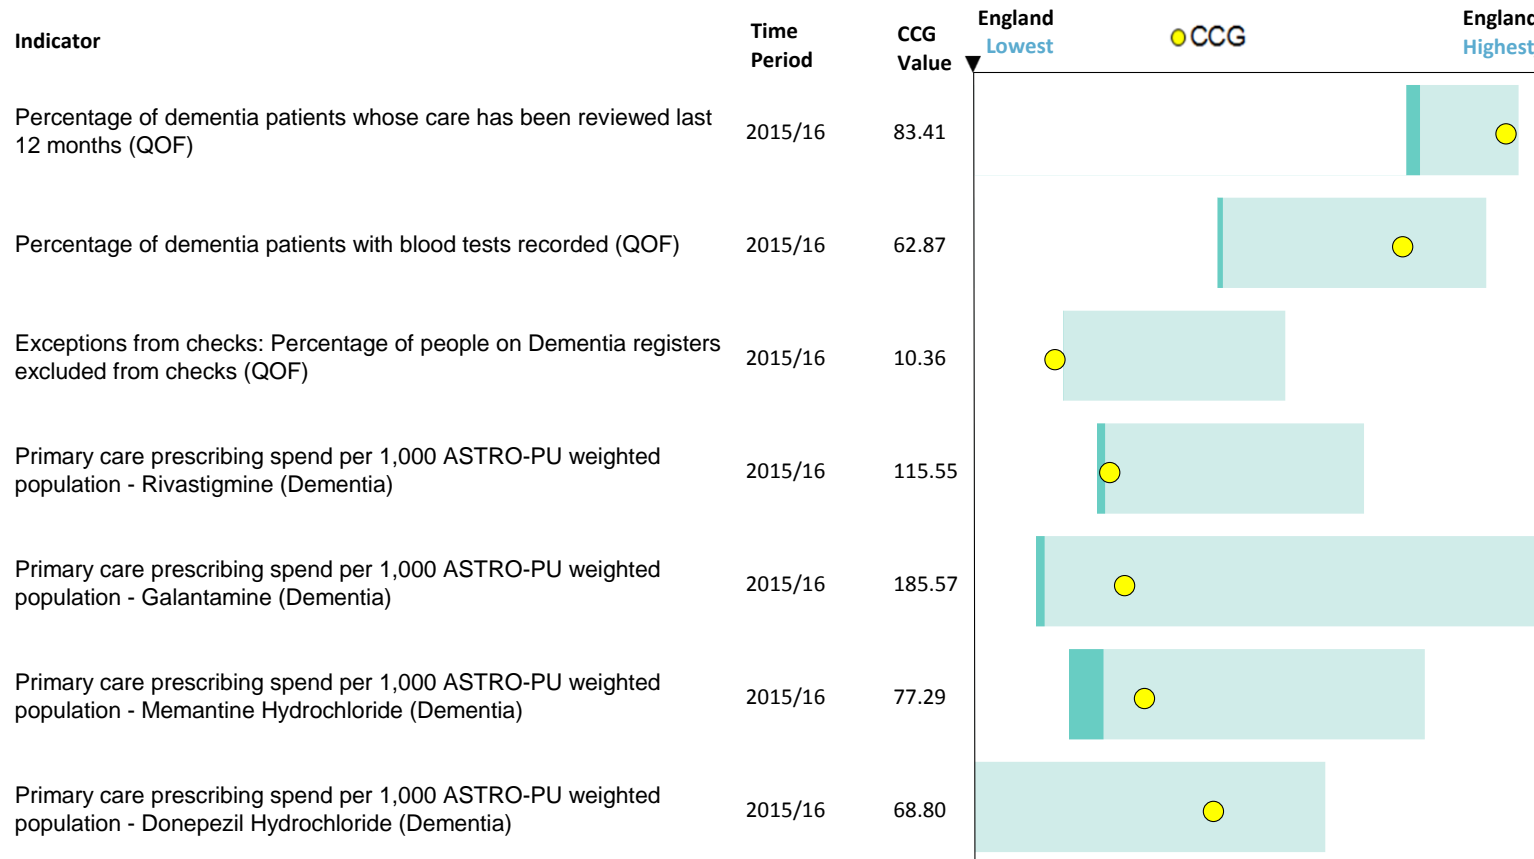 Indicator
Time
Period
CCG
Value
England
Lowest
CCG
England
Highest
Percentage of dementia patients whose care has been reviewed last
12 months (QOF)
2015/16
83.41
Percentage of dementia patients with blood tests recorded (QOF)
2015/16
62.87
Exceptions from checks: Percentage of people on Dementia registers
excluded from checks (QOF)
2015/16
10.36
Primary care prescribing spend per 1,000 ASTRO-PU weighted
population - Rivastigmine (Dementia)
2015/16
115.55
Primary care prescribing spend per 1,000 ASTRO-PU weighted
population - Galantamine (Dementia)
2015/16
185.57
Primary care prescribing spend per 1,000 ASTRO-PU weighted
population - Memantine Hydrochloride (Dementia)
2015/16
77.29
Primary care prescribing spend per 1,000 ASTRO-PU weighted
population - Donepezil Hydrochloride (Dementia)
2015/16
68.80